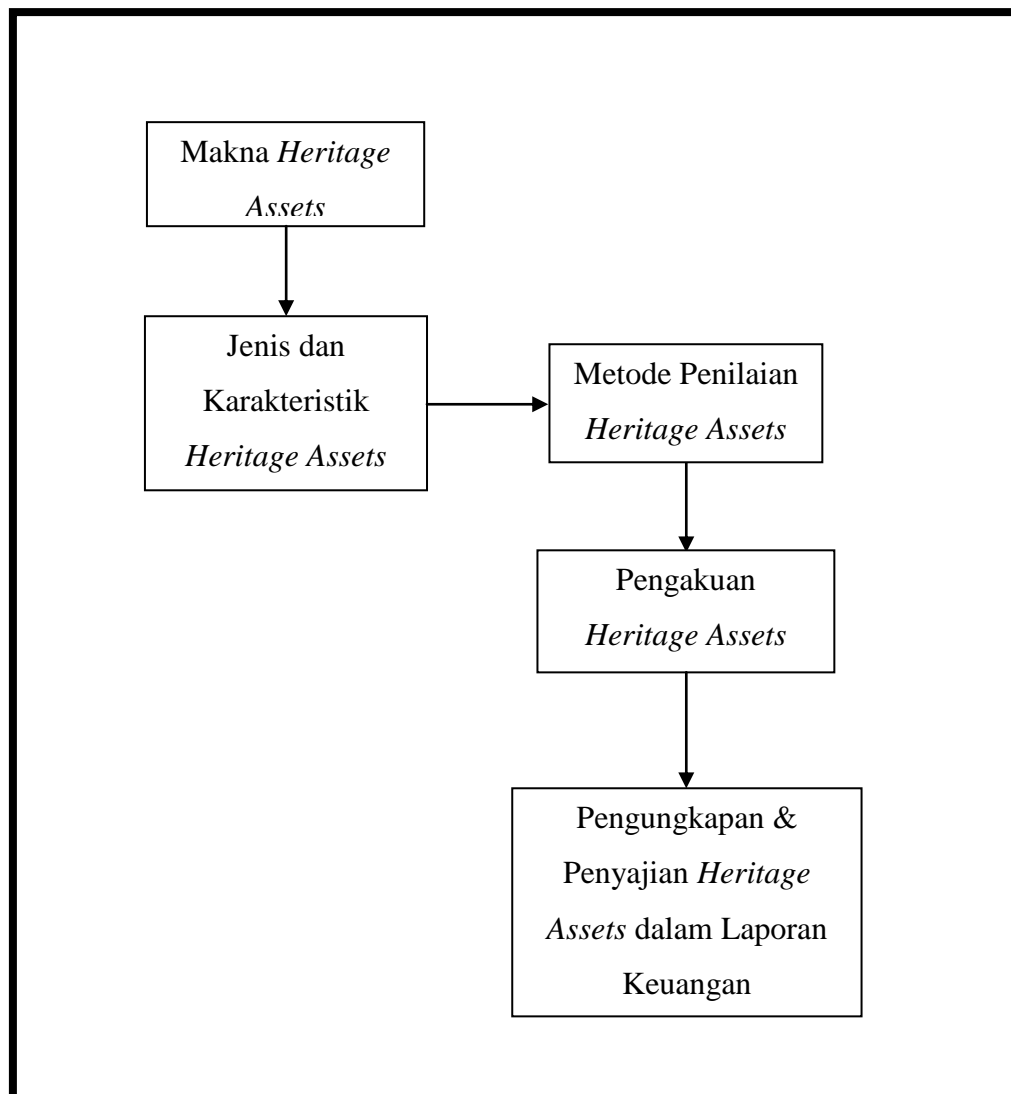 Makna Heritage
Assets
Jenis dan
Karakteristik
Heritage Assets
Metode Penilaian
Heritage Assets
Pengakuan
Heritage Assets
Pengungkapan &
Penyajian Heritage
Assets dalam Laporan
Keuangan